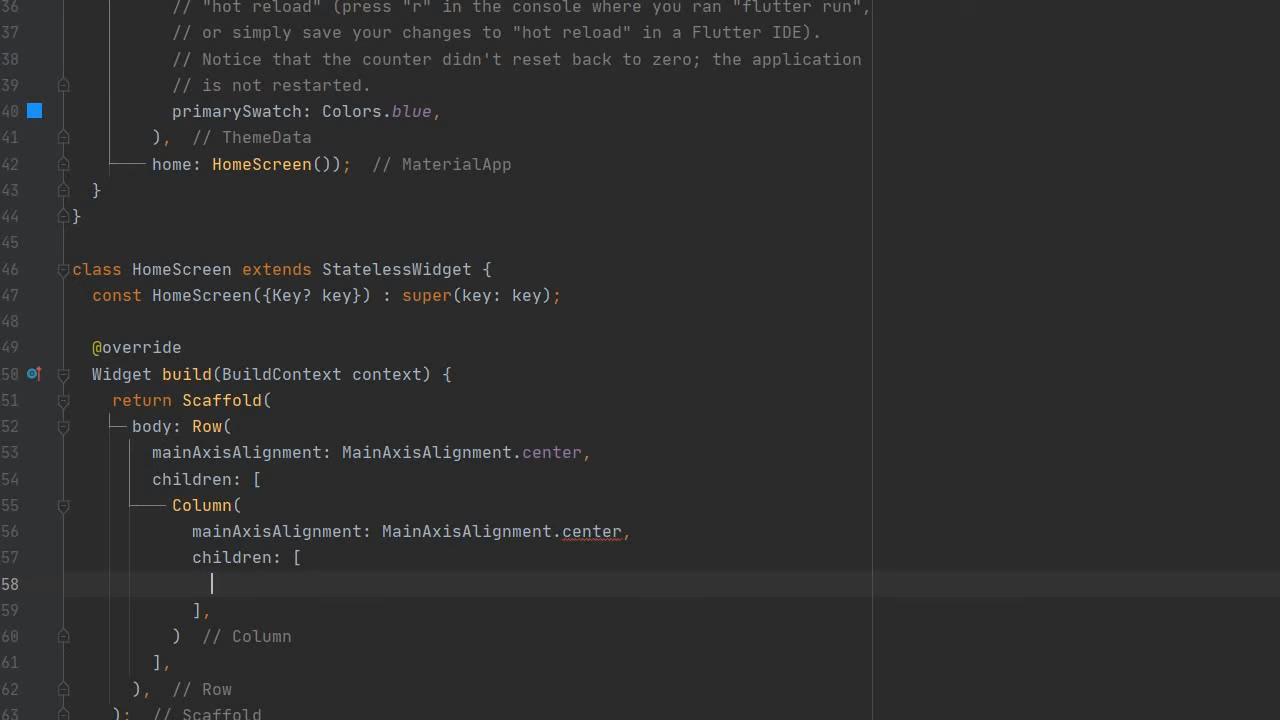 36 // "hot reload" (press "r" in the console where you ran "flutter run",
37 // or simply save your changes to "hot reload" in a Flutter IDE).
38 // Notice that the counter didn't reset back to zero; the application
39 // is not restarted.
40 primarySwatch: Colors.blue,
41 ), // ThemeData
42 home: HomeScreen()); // MaterialApp
43 }
44 }
45
46 class HomeScreen extends StatelessWidget {
47 const HomeScreen({Key? key}) : super(key: key);
48
49 @override
50 Widget build(BuildContext context) {
51 return Scaffold(
52 body: Row(
53 mainAxisAlignment: MainAxisAlignment.center,
54 children: [
55 Column(
56 mainAxisAlignment: MainAxisAlignment.center,
57 children: [
58
59 ],
60 ) // Column
61 ],
62 ), // Row
63 ); // Scaffold